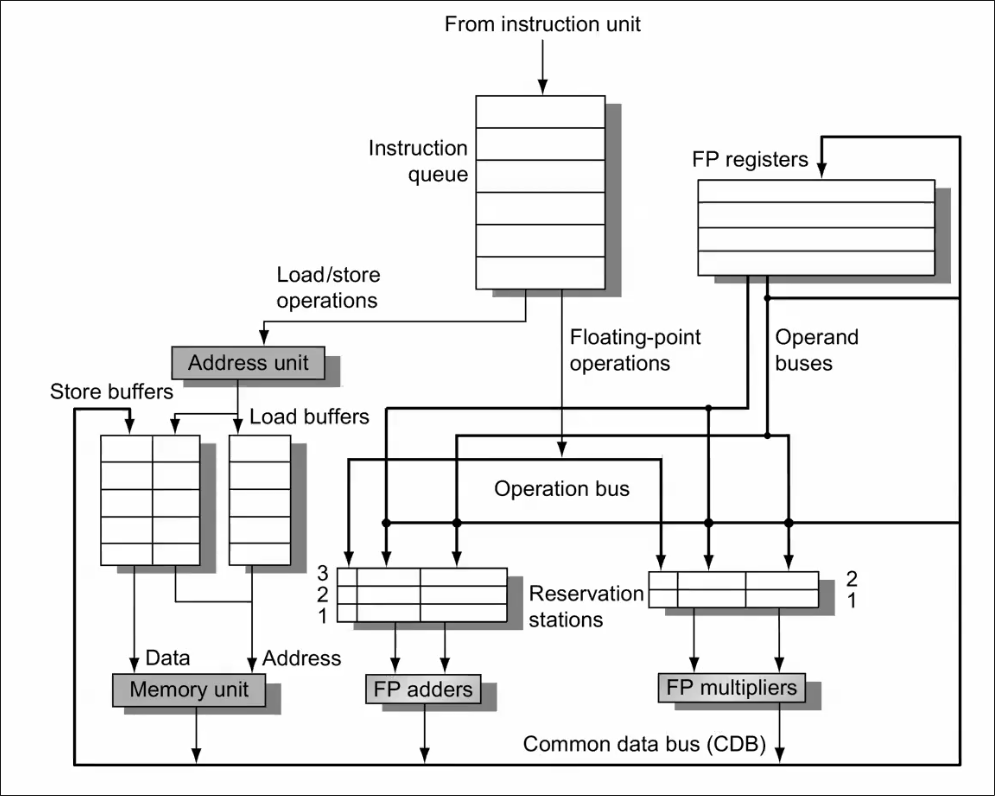 From instruction unit
Instruction
queue
FP registers
Load/store
operations
Floating-point
operations
Operand
buses
Address unit
Store buffers
Load buffers
Operation bus
3
2
1
Reservation
stations
2
1
Data
Address
Memory unit
FP adders
FP multipliers
Common data bus (CDB)